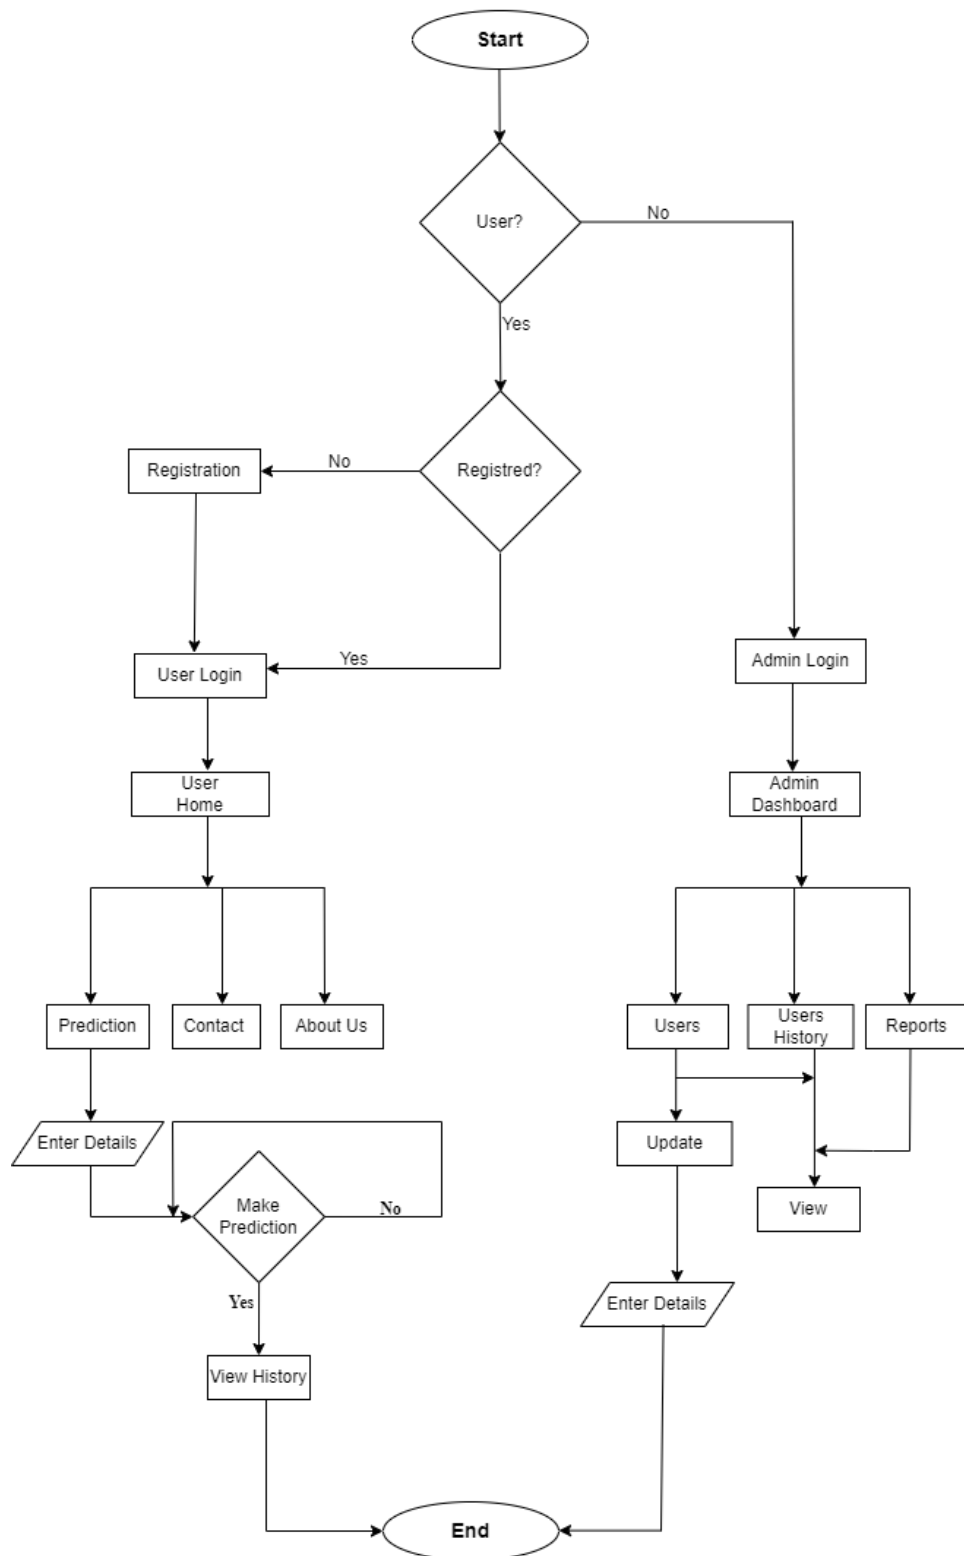 Start
User?
No
Yes
Registration
No
Registred?
User Login
Yes
Admin Login
User
Home
Admin
Dashboard
Prediction
Contact
About Us
Users
Users
History
Reports
Enter Details
Update
Make
Prediction
No
View
Yes
Enter Details
View History
End